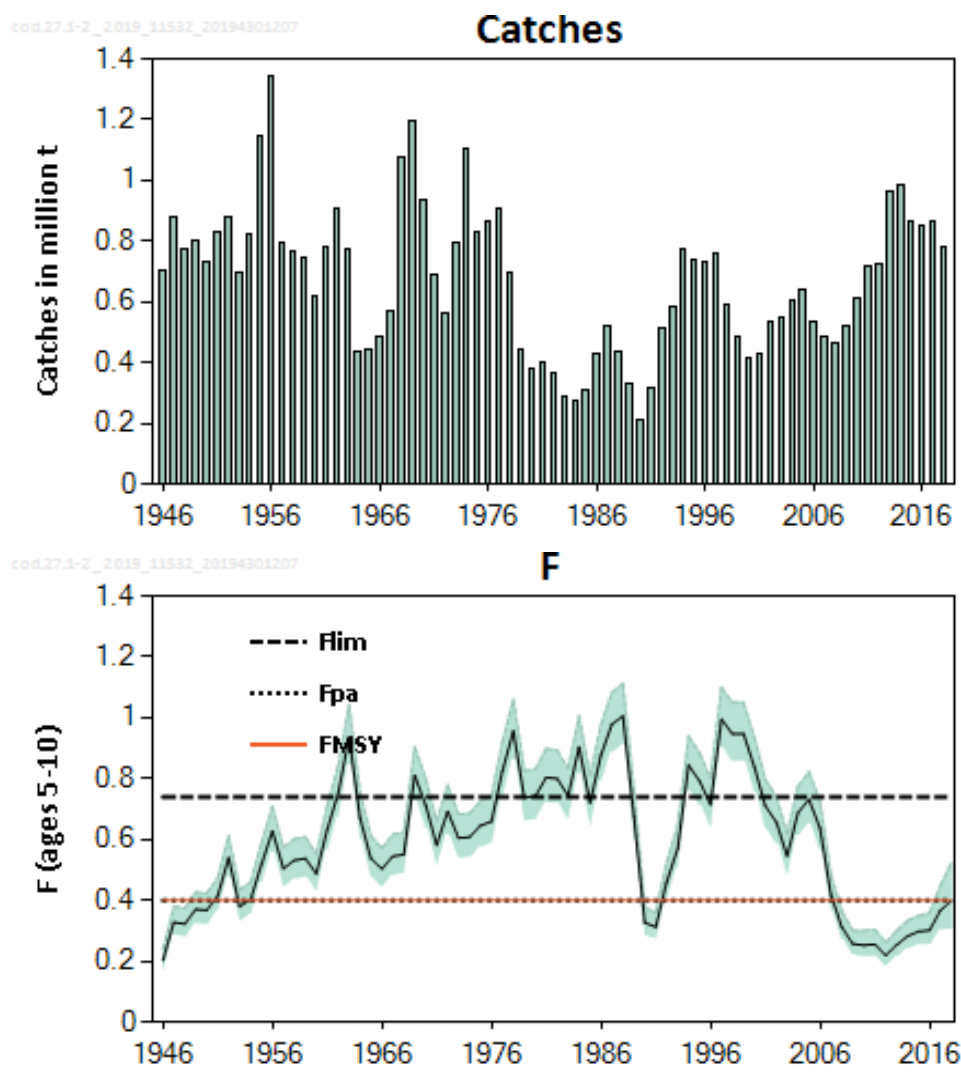 cod.27.1-2_2019_11532_20194301207
Catches
Catches in million t
1.4
1.2
1
0.8
0.6
0.4
0.2
0
1946 1956 1966 1976 1986 1996 2006 2016
cod.27.1-2_2019_11532_20194301207
F
F (ages 5-10)
1.4
1.2
1
0.8
0.6
0.4
0.2
0
Flim
Fpa
FMSY
1946 1956 1966 1976 1986 1996 2006 2016